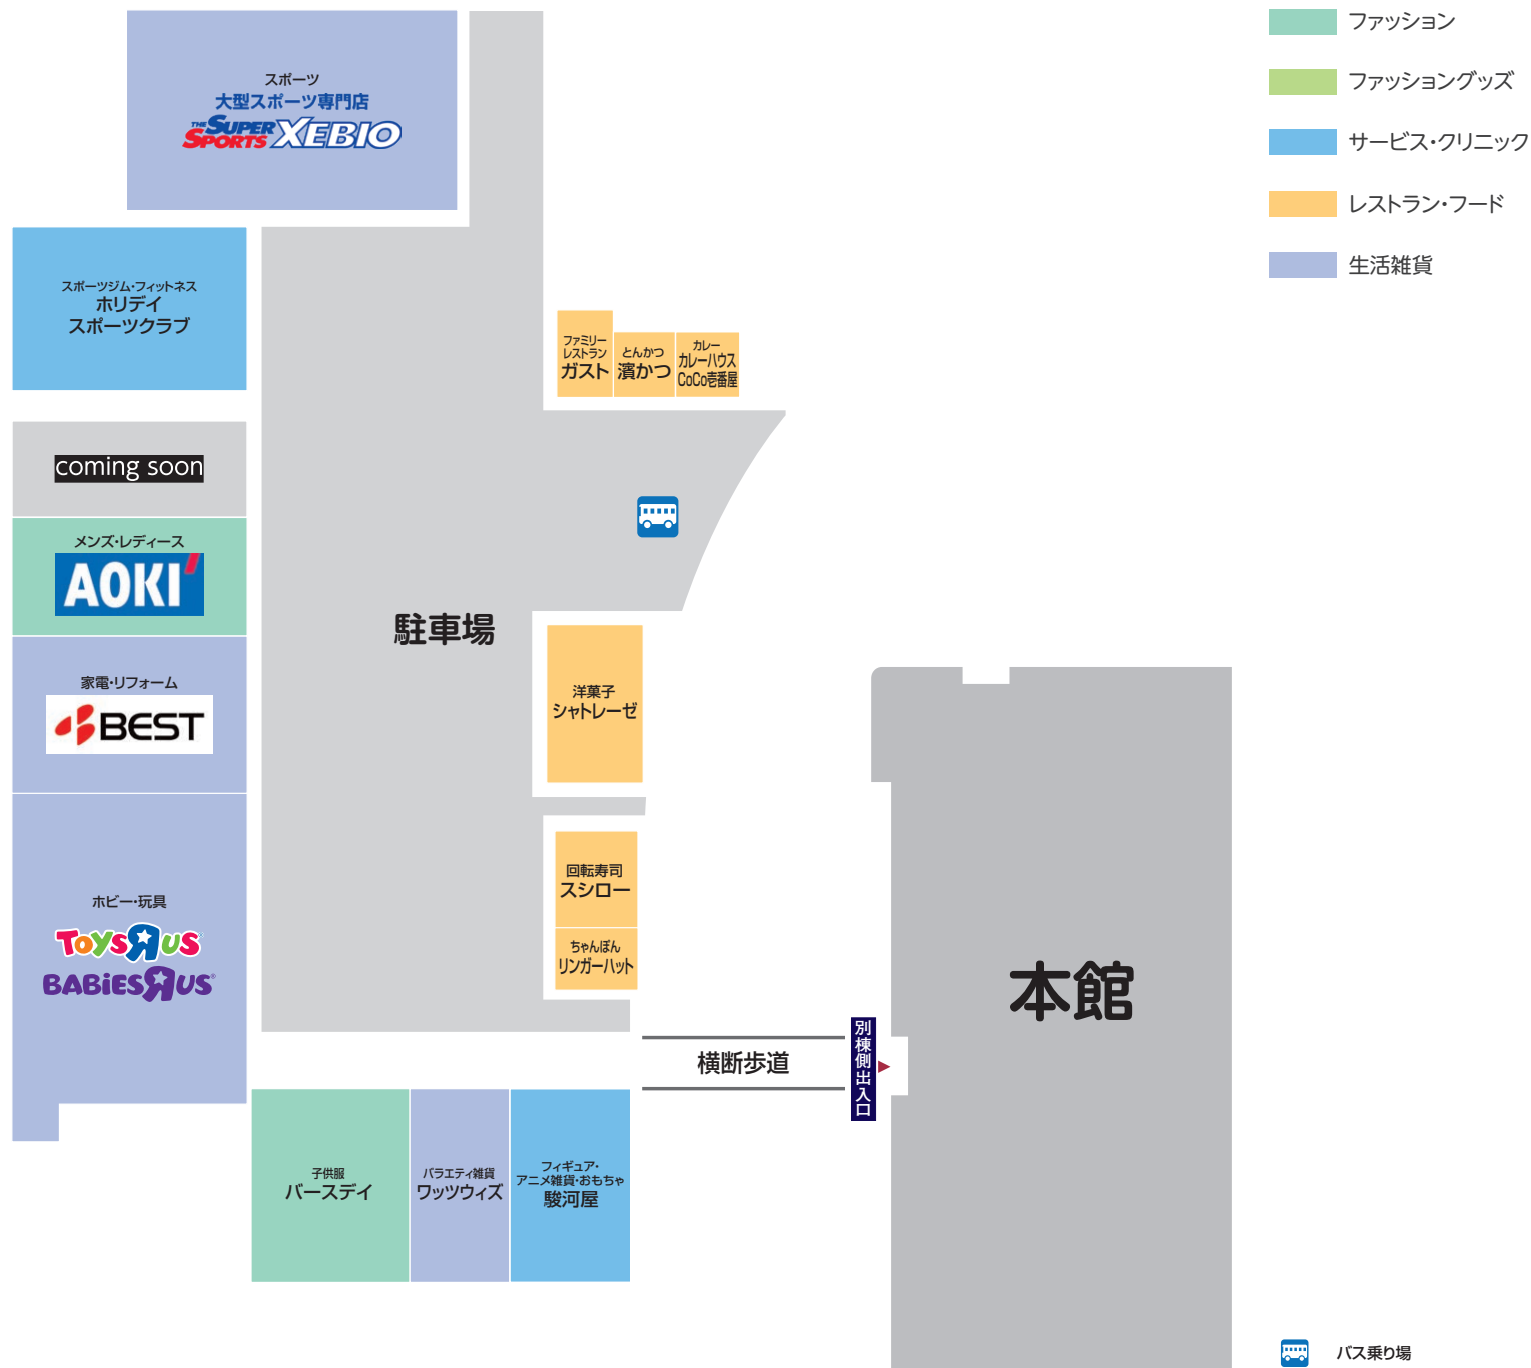 ファッション
ファッショングッズ
サービス・クリニック
レストラン・フード
生活雑貨
スポーツ
大型スポーツ専門店
THE SUPER SPORTS XEBIO
スポーツジム・フィットネス
ホリデイ
スポーツクラブ
ファミリー
レストラン
ガスト
とんかつ
濵かつ
カレー
カレーハウス
CoCo壱番屋
coming soon
メンズ・レディース
AOKI
駐車場
家電・リフォーム
BEST
洋菓子
シャトレーゼ
ホビー・玩具
TOYSЯUS
BABIESЯUS®
回転寿司
スシロー
ちゃんぽん
リンガーハット
本館
横断歩道
別棟側出入口
子供服
バースデイ
バラエティ雑貨
ワッツウィズ
フィギュア・
アニメ雑貨・おもちゃ
駿河屋
バス乗り場